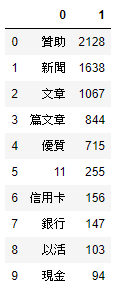 0 1
0 贊助 2128
1 新聞 1638
2 文章 1067
3 篇文章 844
4 優質 715
5 11 255
6 信用卡 156
7 銀行 147
8 以活 103
9 現金 94